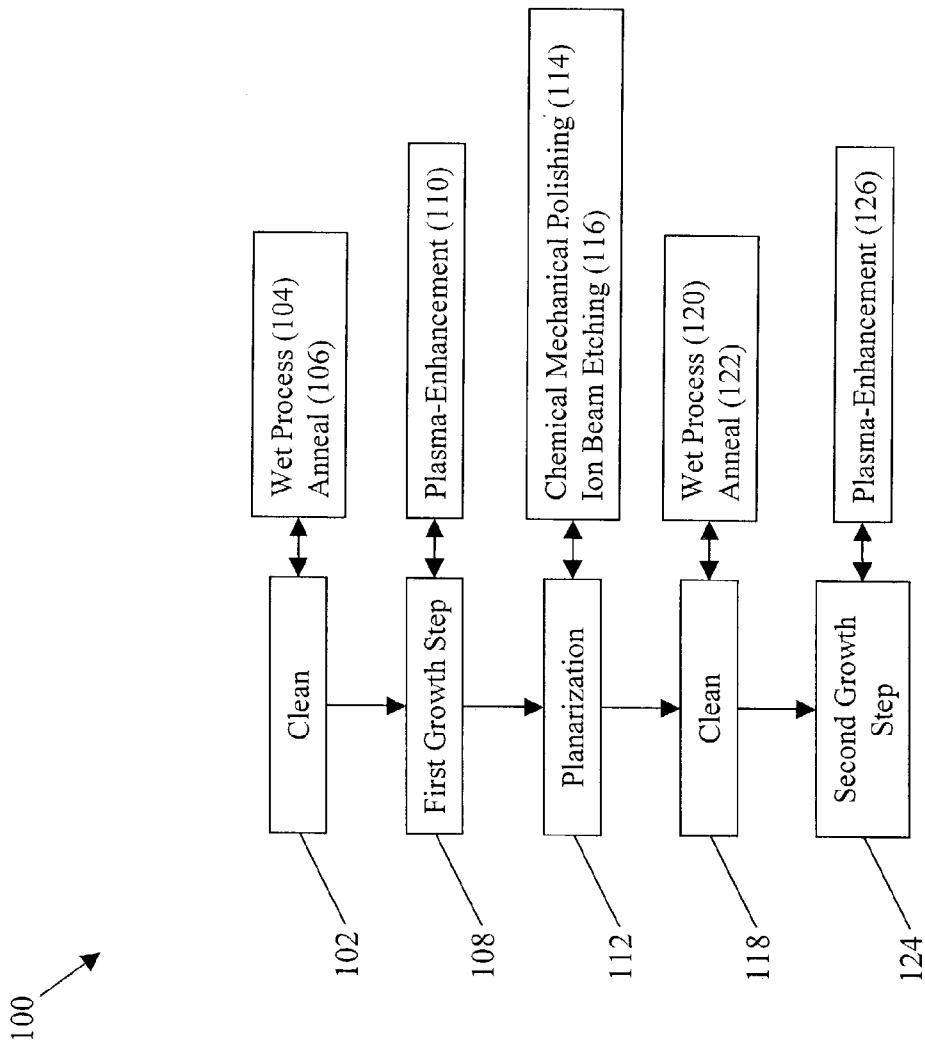 100
102
Clean
Wet Process (104)
Anneal (106)
108
First Growth Step
Plasma-Enhancement (110)
112
Planarization
Chemical Mechanical Polishing (114)
Ion Beam Etching (116)
118
Clean
Wet Process (120)
Anneal (122)
124
Second Growth
Step
Plasma-Enhancement (126)